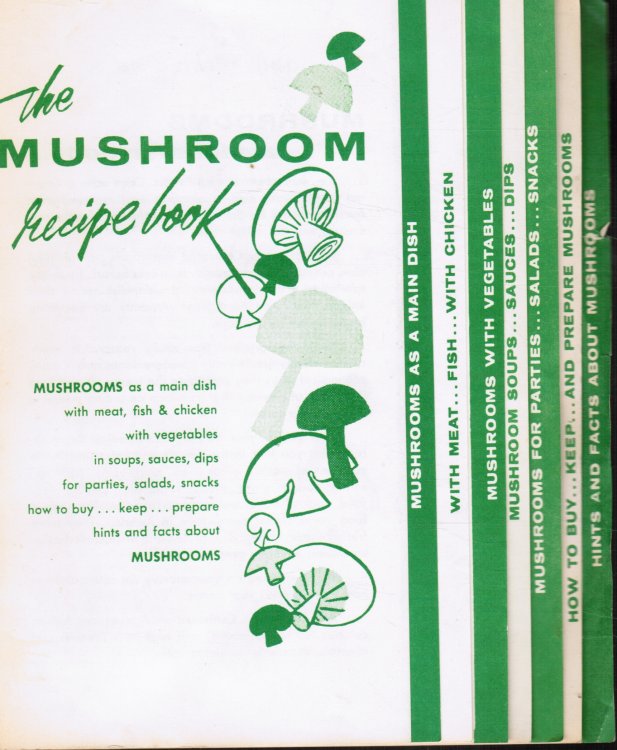 the
MUSHROOM
recipe book
MUSHROOMS as a main dish
with meat, fish & chicken
with vegetables
in soups, sauces, dips
for parties, salads, snacks
how to buy . . . keep . . . prepare
hints and facts about
MUSHROOMS
MUSHROOMS AS A MAIN DISH
WITH MEAT...FISH...WITH CHICKEN
MUSHROOMS WITH VEGETABLES
MUSHROOM SOUPS...SAUCES...DIPS
MUSHROOMS FOR PARTIES...SALADS...SNACKS
HOW TO BUY...KEEP...AND PREPARE MUSHROOMS
HINTS AND FACTS ABOUT MUSHROOMS